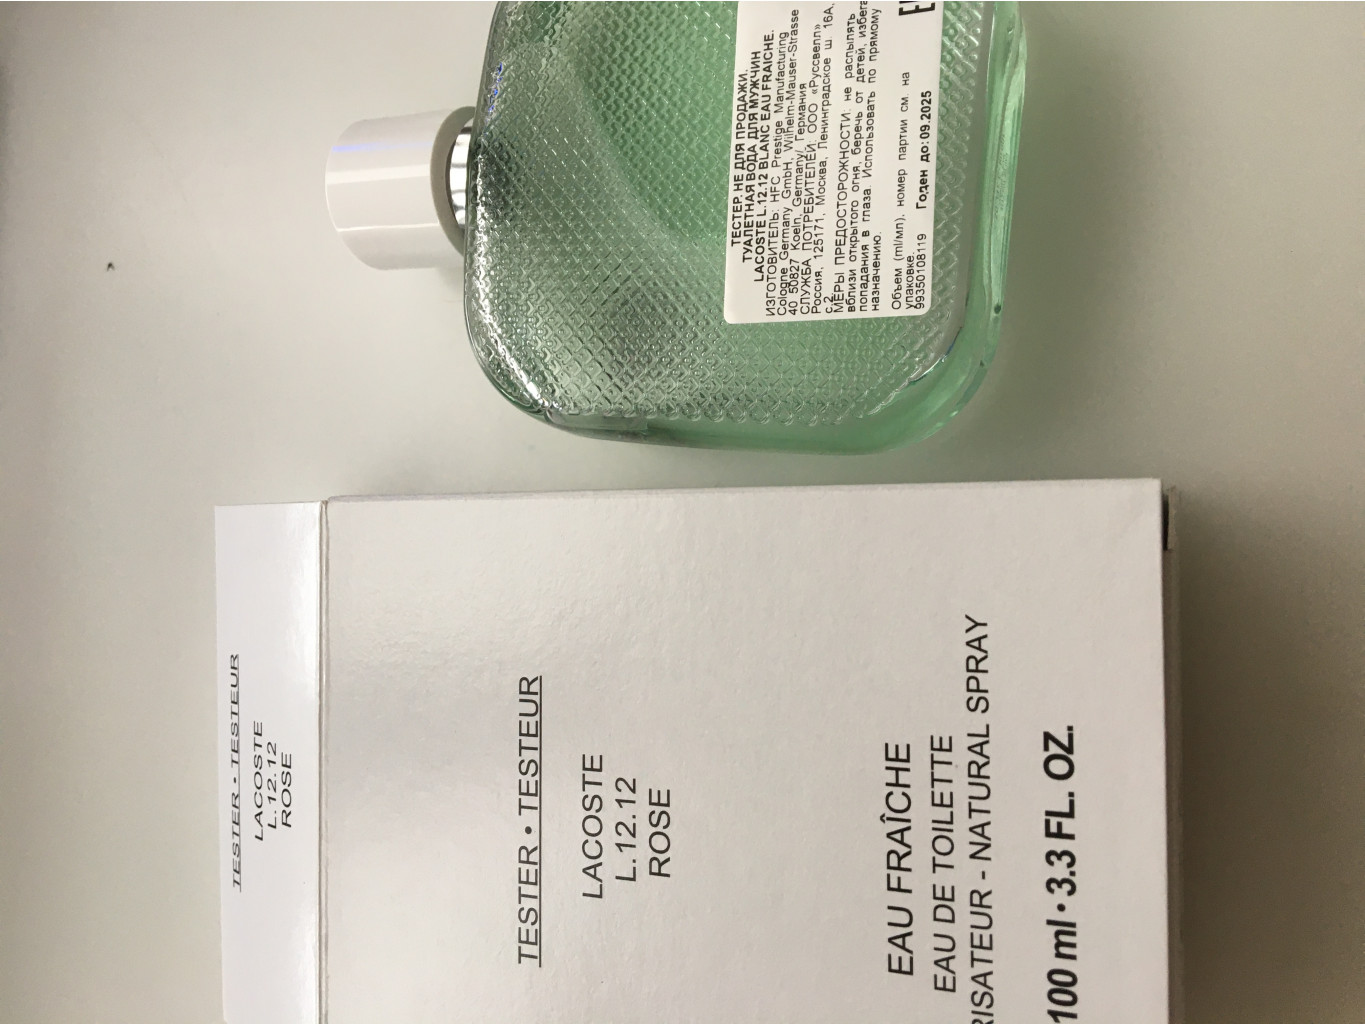 ТЕСТЕР. НЕ ДЛЯ ПРОДАЖИ.
ТУАЛЕТНАЯ ВОДА ДЛЯ МУЖЧИН
LACOSTE L.12.12 BLANC EAU FRAICHE.
ИЗГОТОВИТЕЛЬ: HFC Prestige Manufacturing
Cologne Germany GmbH, Wilhelm-Mauser-Strasse
40 50827 Koeln, Germany/ Германия
СЛУЖБА ПОТРЕБИТЕЛЕЙ: ООО «Руссвелл»
Россия, 125171, Москва, Ленинградское ш. 16А,
с.2
МЕРЫ ПРЕДОСТОРОЖНОСТИ: не распылять
вблизи открытого огня, беречь от детей, избега
попадания в глаза. Использовать по прямому
назначению.
Объем (ml/мл), номер партии см. на
упаковке.
99350108119 Годен до:09.2025
TESTER • TESTEUR
LACOSTE
L.12.12
ROSE
TESTER • TESTEUR
LACOSTE
L.12.12
ROSE
EAU FRAÎCHE
EAU DE TOILETTE
RISATEUR - NATURAL SPRAY
100 ml • 3.3 FL. OZ.